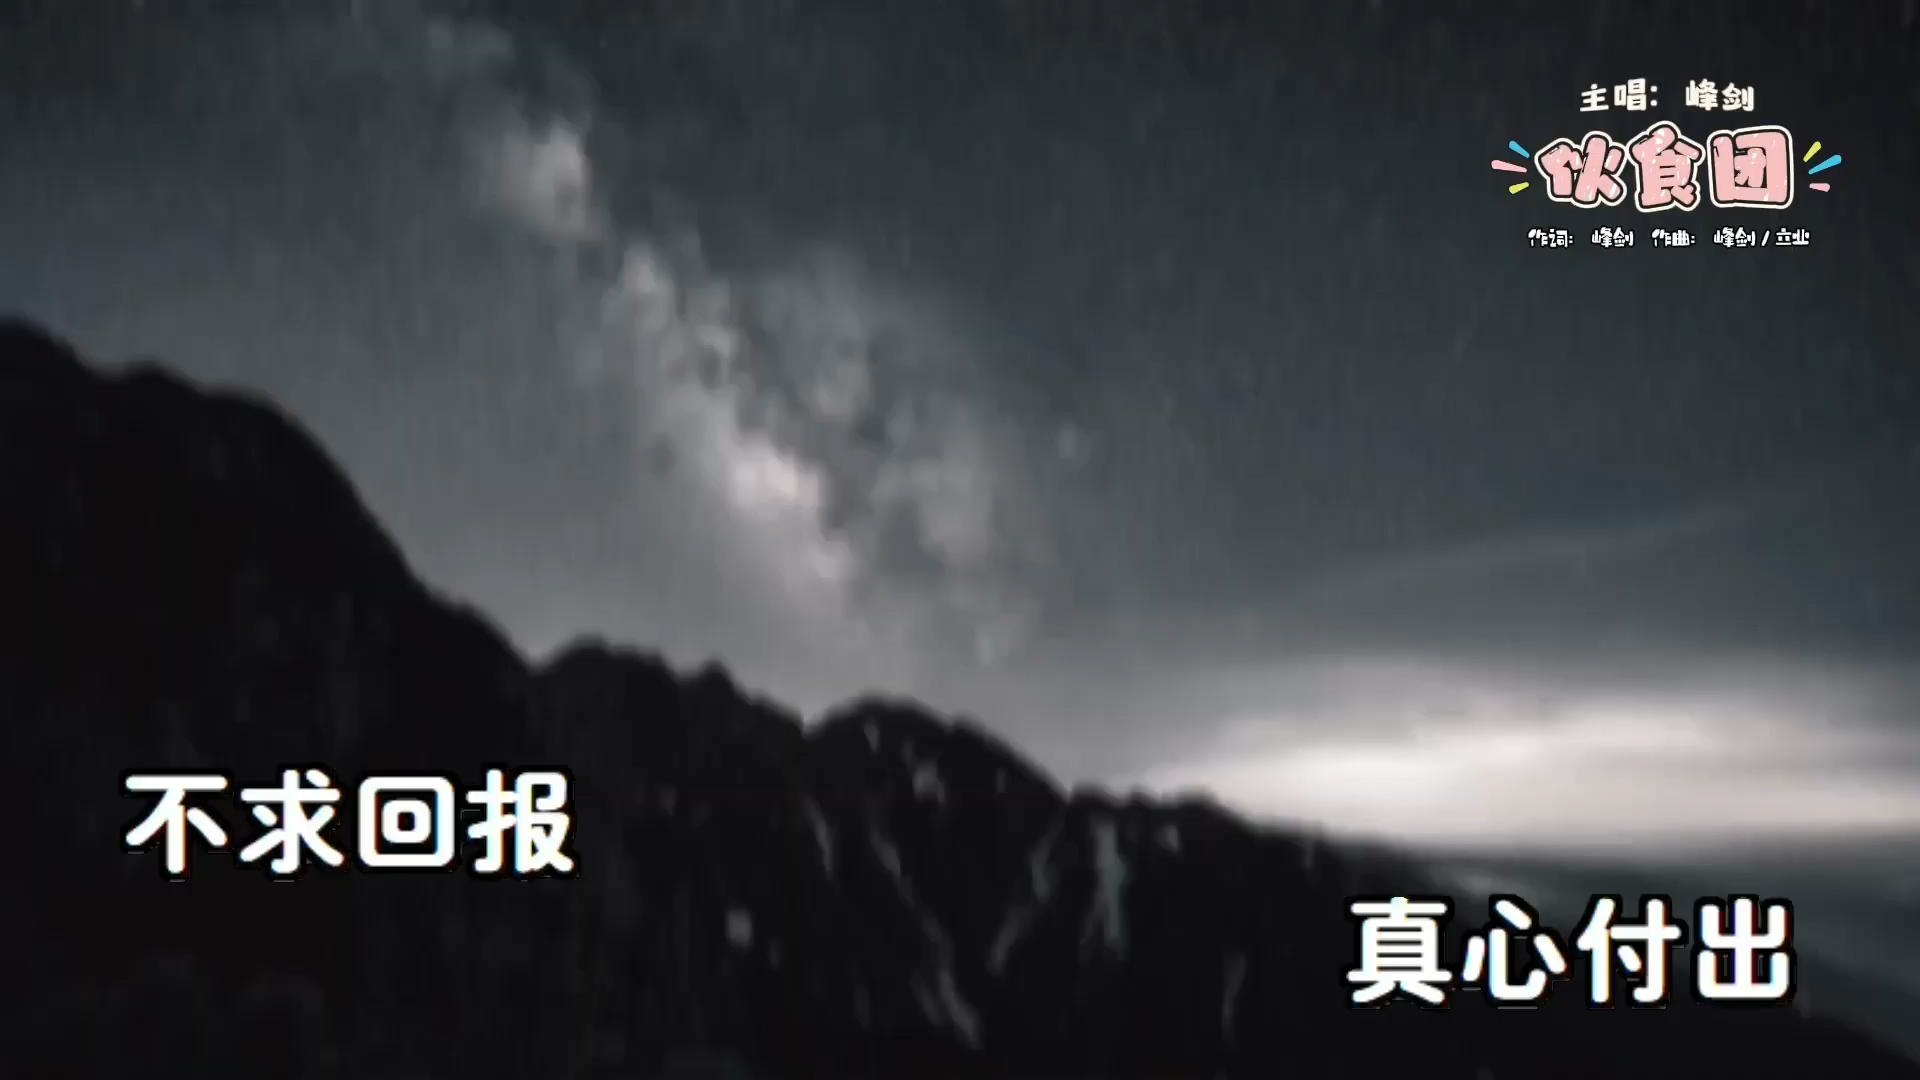 主唱: 峰剑
伙食团
作词: 峰剑 作曲: 峰剑/立业
不求回报
真心付出